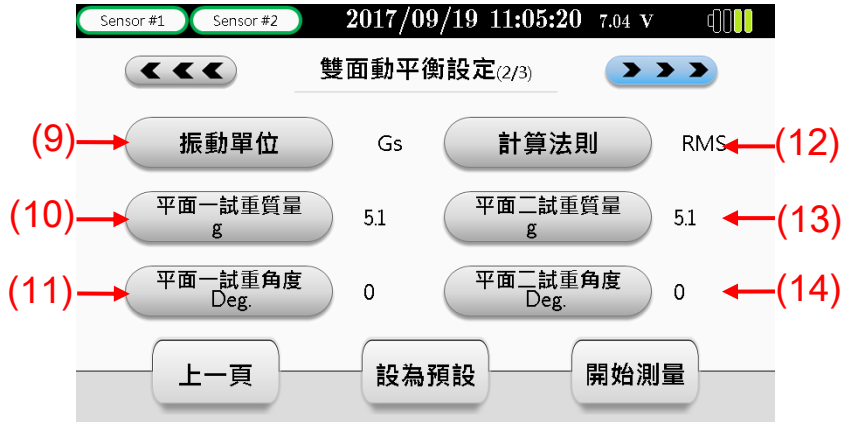 Sensor #1 Sensor #2 2017/09/19 11:05:20 7.04 V
雙面動平衡設定(2/3)
(9) 振動單位 Gs 計算法則 RMS (12)
(10) 平面一試重質量 g 5.1 平面二試重質量 g 5.1 (13)
(11) 平面一試重角度 Deg. 0 平面二試重角度 Deg. 0 (14)
上一頁 設為預設 開始測量